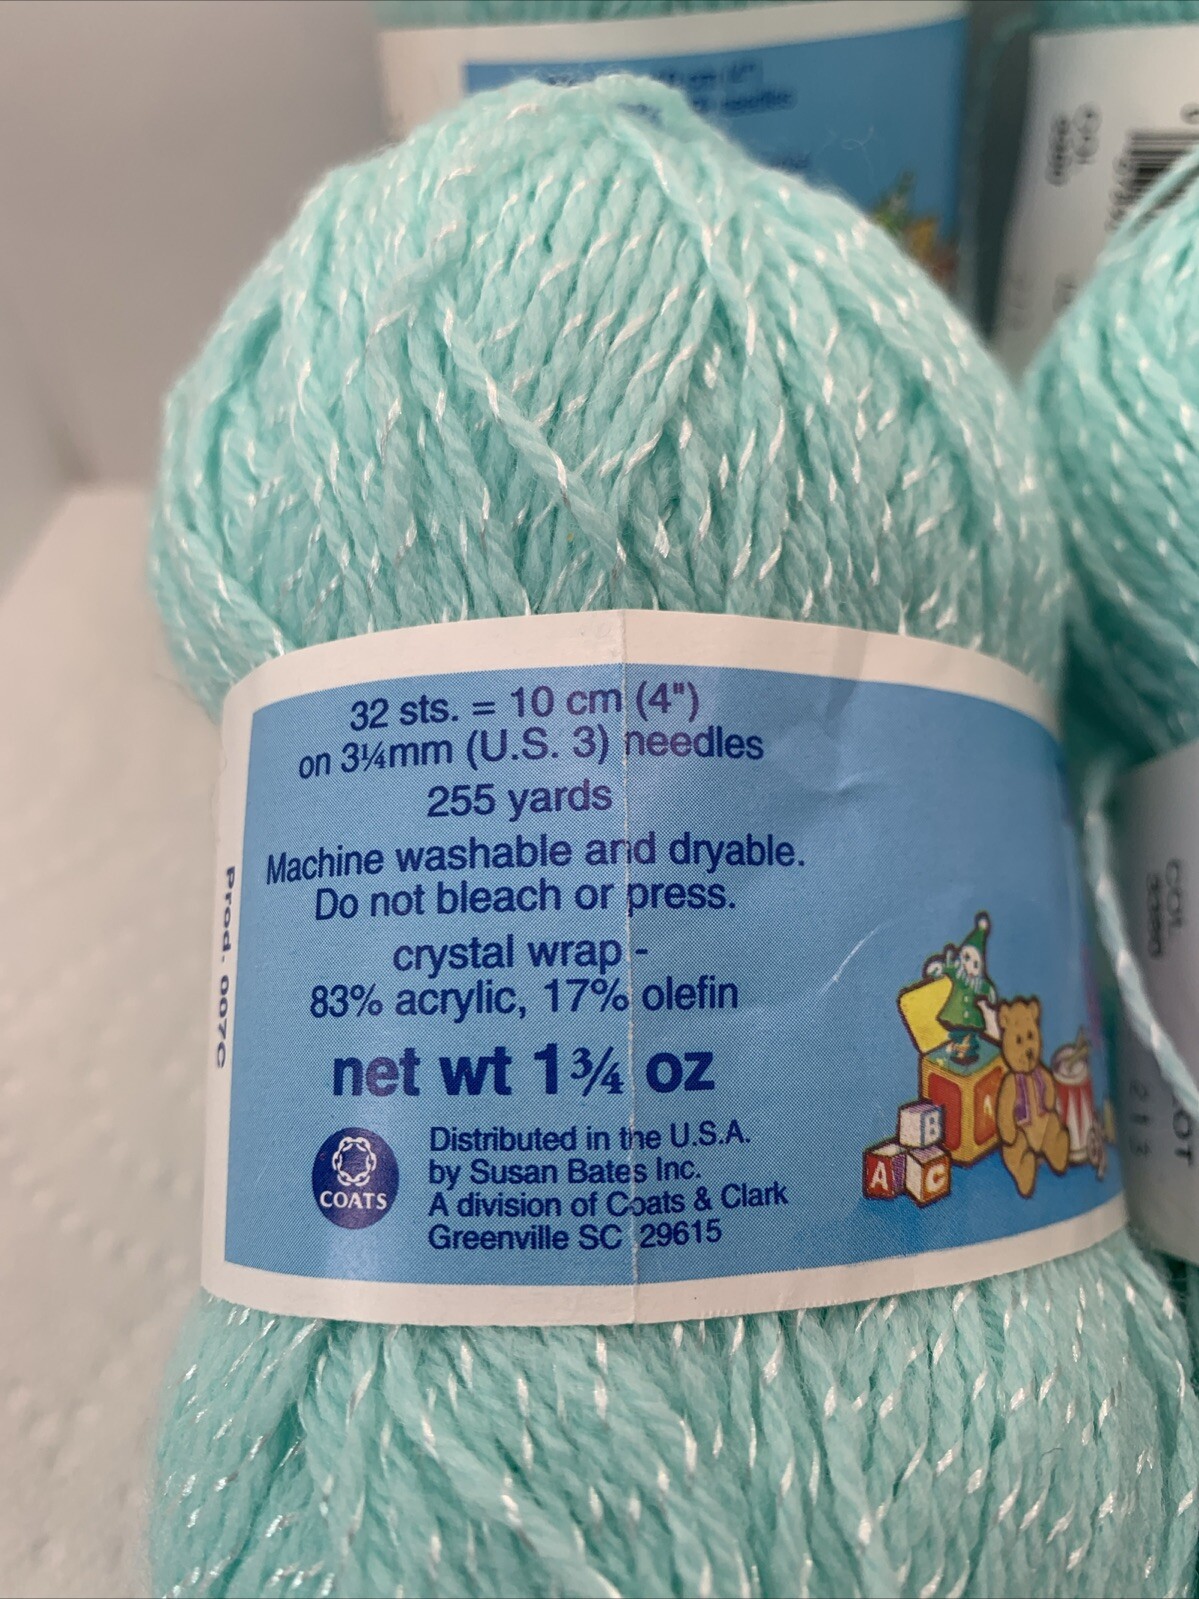 32 sts. = 10 cm (4")
on 3¼mm (U.S. 3) needles
255 yards
Machine washable and dryable.
Do not bleach or press.
crystal wrap -
83% acrylic, 17% olefin
net wt 1¾ oz
COATS
Distributed in the U.S.A.
by Susan Bates Inc.
A division of Coats & Clark
Greenville SC 29615
Prod. 007C
A
B
C
A
COL.
213